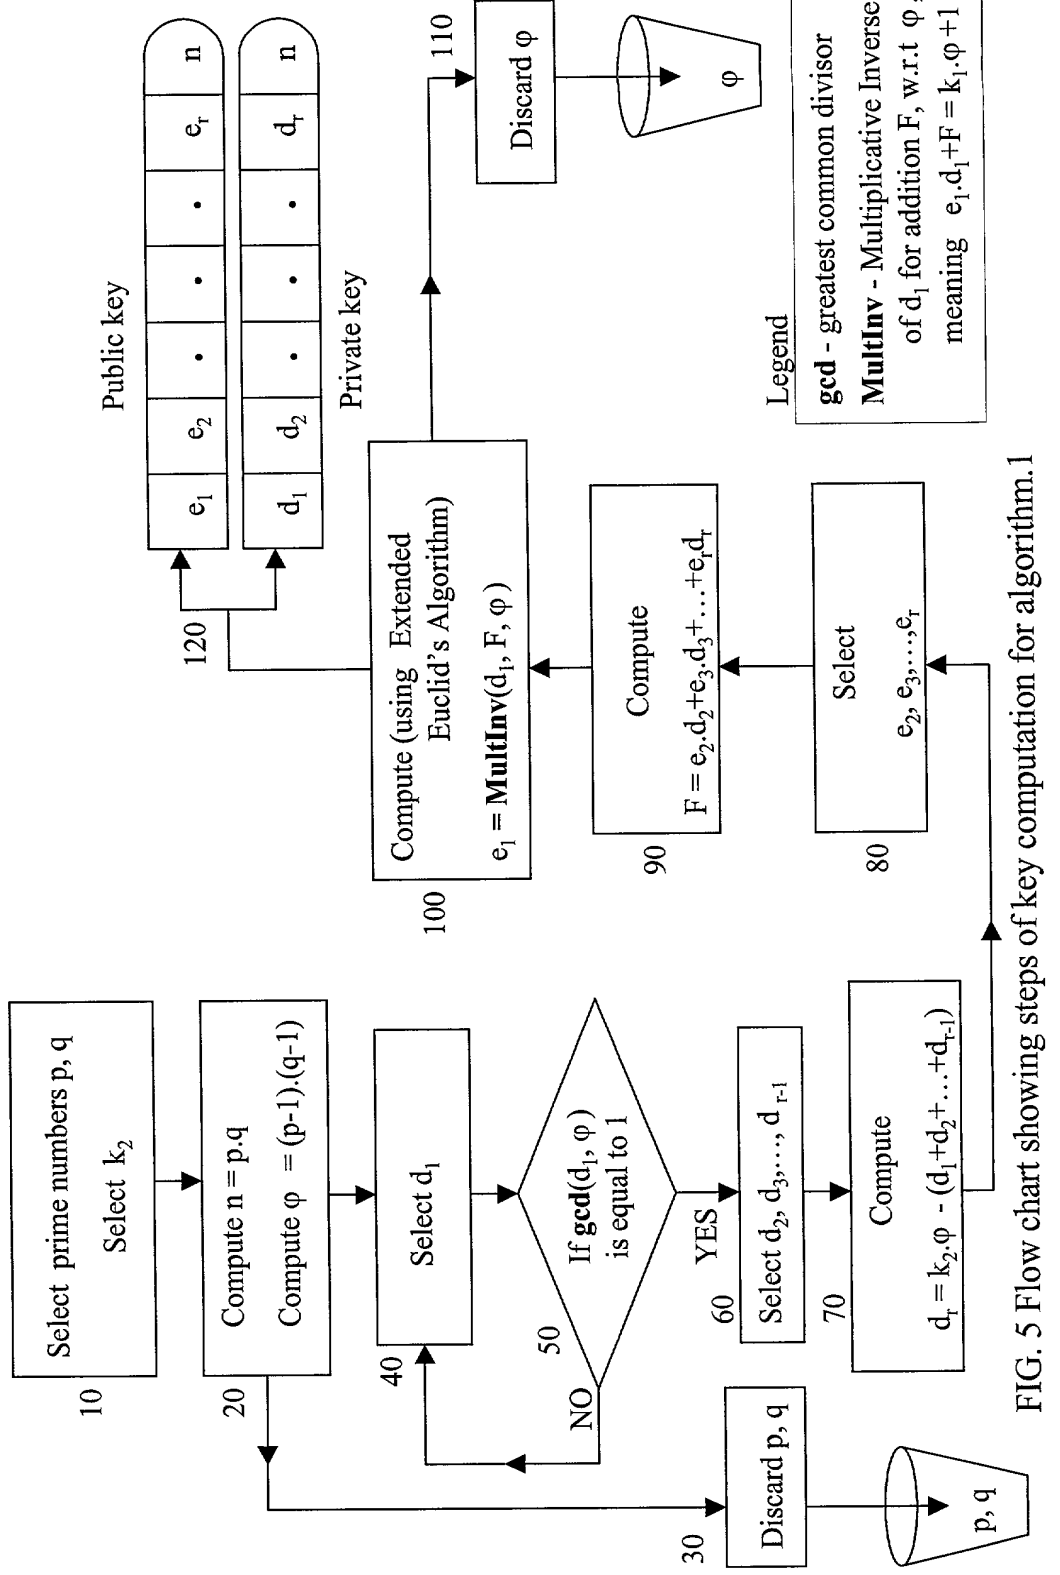 10
Select prime numbers p, q
Select k2
20
Compute n = p.q
Compute φ = (p-1).(q-1)
30
Discard p, q
p, q
40
Select d1
50
If gcd(d1, φ)
is equal to 1
NO
YES
60
Select d2, d3,..., d r-1
70
Compute
dr = k2.φ - (d1+d2+...+dr-1)
80
Select
e2, e3,...,er
90
Compute
F = e2.d2+e3.d3+...+erdr
100
Compute (using Extended
Euclid's Algorithm)
e1 = MultInv(d1, F, φ)
110
Discard φ
φ
120
Public key
e1 e2 . . . er n
d1 d2 . . . dr n
Private key
Legend
gcd - greatest common divisor
MultInv - Multiplicative Inverse
of d1 for addition F, w.r.t φ,
meaning e1.d1+F = k1.φ+1
FIG. 5 Flow chart showing steps of key computation for algorithm.1